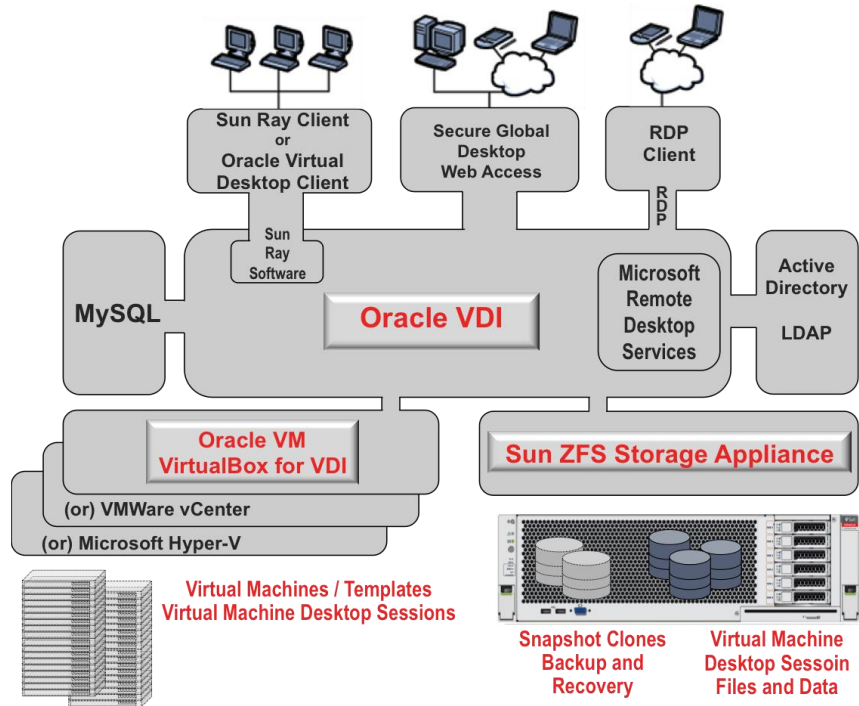 Sun Ray Client
or
Oracle Virtual
Desktop Client
Secure Global
Desktop
Web Access
RDP
Client
RDP
Sun
Ray
Software
MySQL
Oracle VDI
Microsoft
Remote
Desktop
Services
Active
Directory
LDAP
Oracle VM
VirtualBox for VDI
(or) VMWare vCenter
(or) Microsoft Hyper-V
Sun ZFS Storage Appliance
Virtual Machines / Templates
Virtual Machine Desktop Sessions
Snapshot Clones
Backup and
Recovery
Virtual Machine
Desktop Sessoin
Files and Data